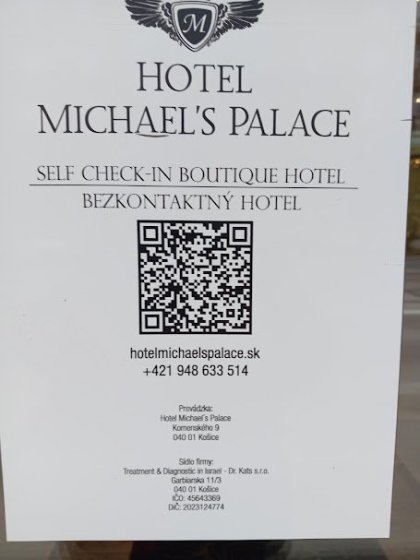 M
HOTEL
MICHAEL'S PALACE
SELF CHECK-IN BOUTIQUE HOTEL
BEZKONTAKTNÝ HOTEL
hotelmichaelspalace.sk
+421 948 633 514
Prevádzka:
Hotel Michael's Palace
Komenského 9
040 01 Košice
Sídlo firmy:
Treatment & Diagnostic in Israel - Dr. Kats s.r.o.
Garbiarska 11/3
040 01 Košice
IČO: 45643369
DIČ: 2023124774